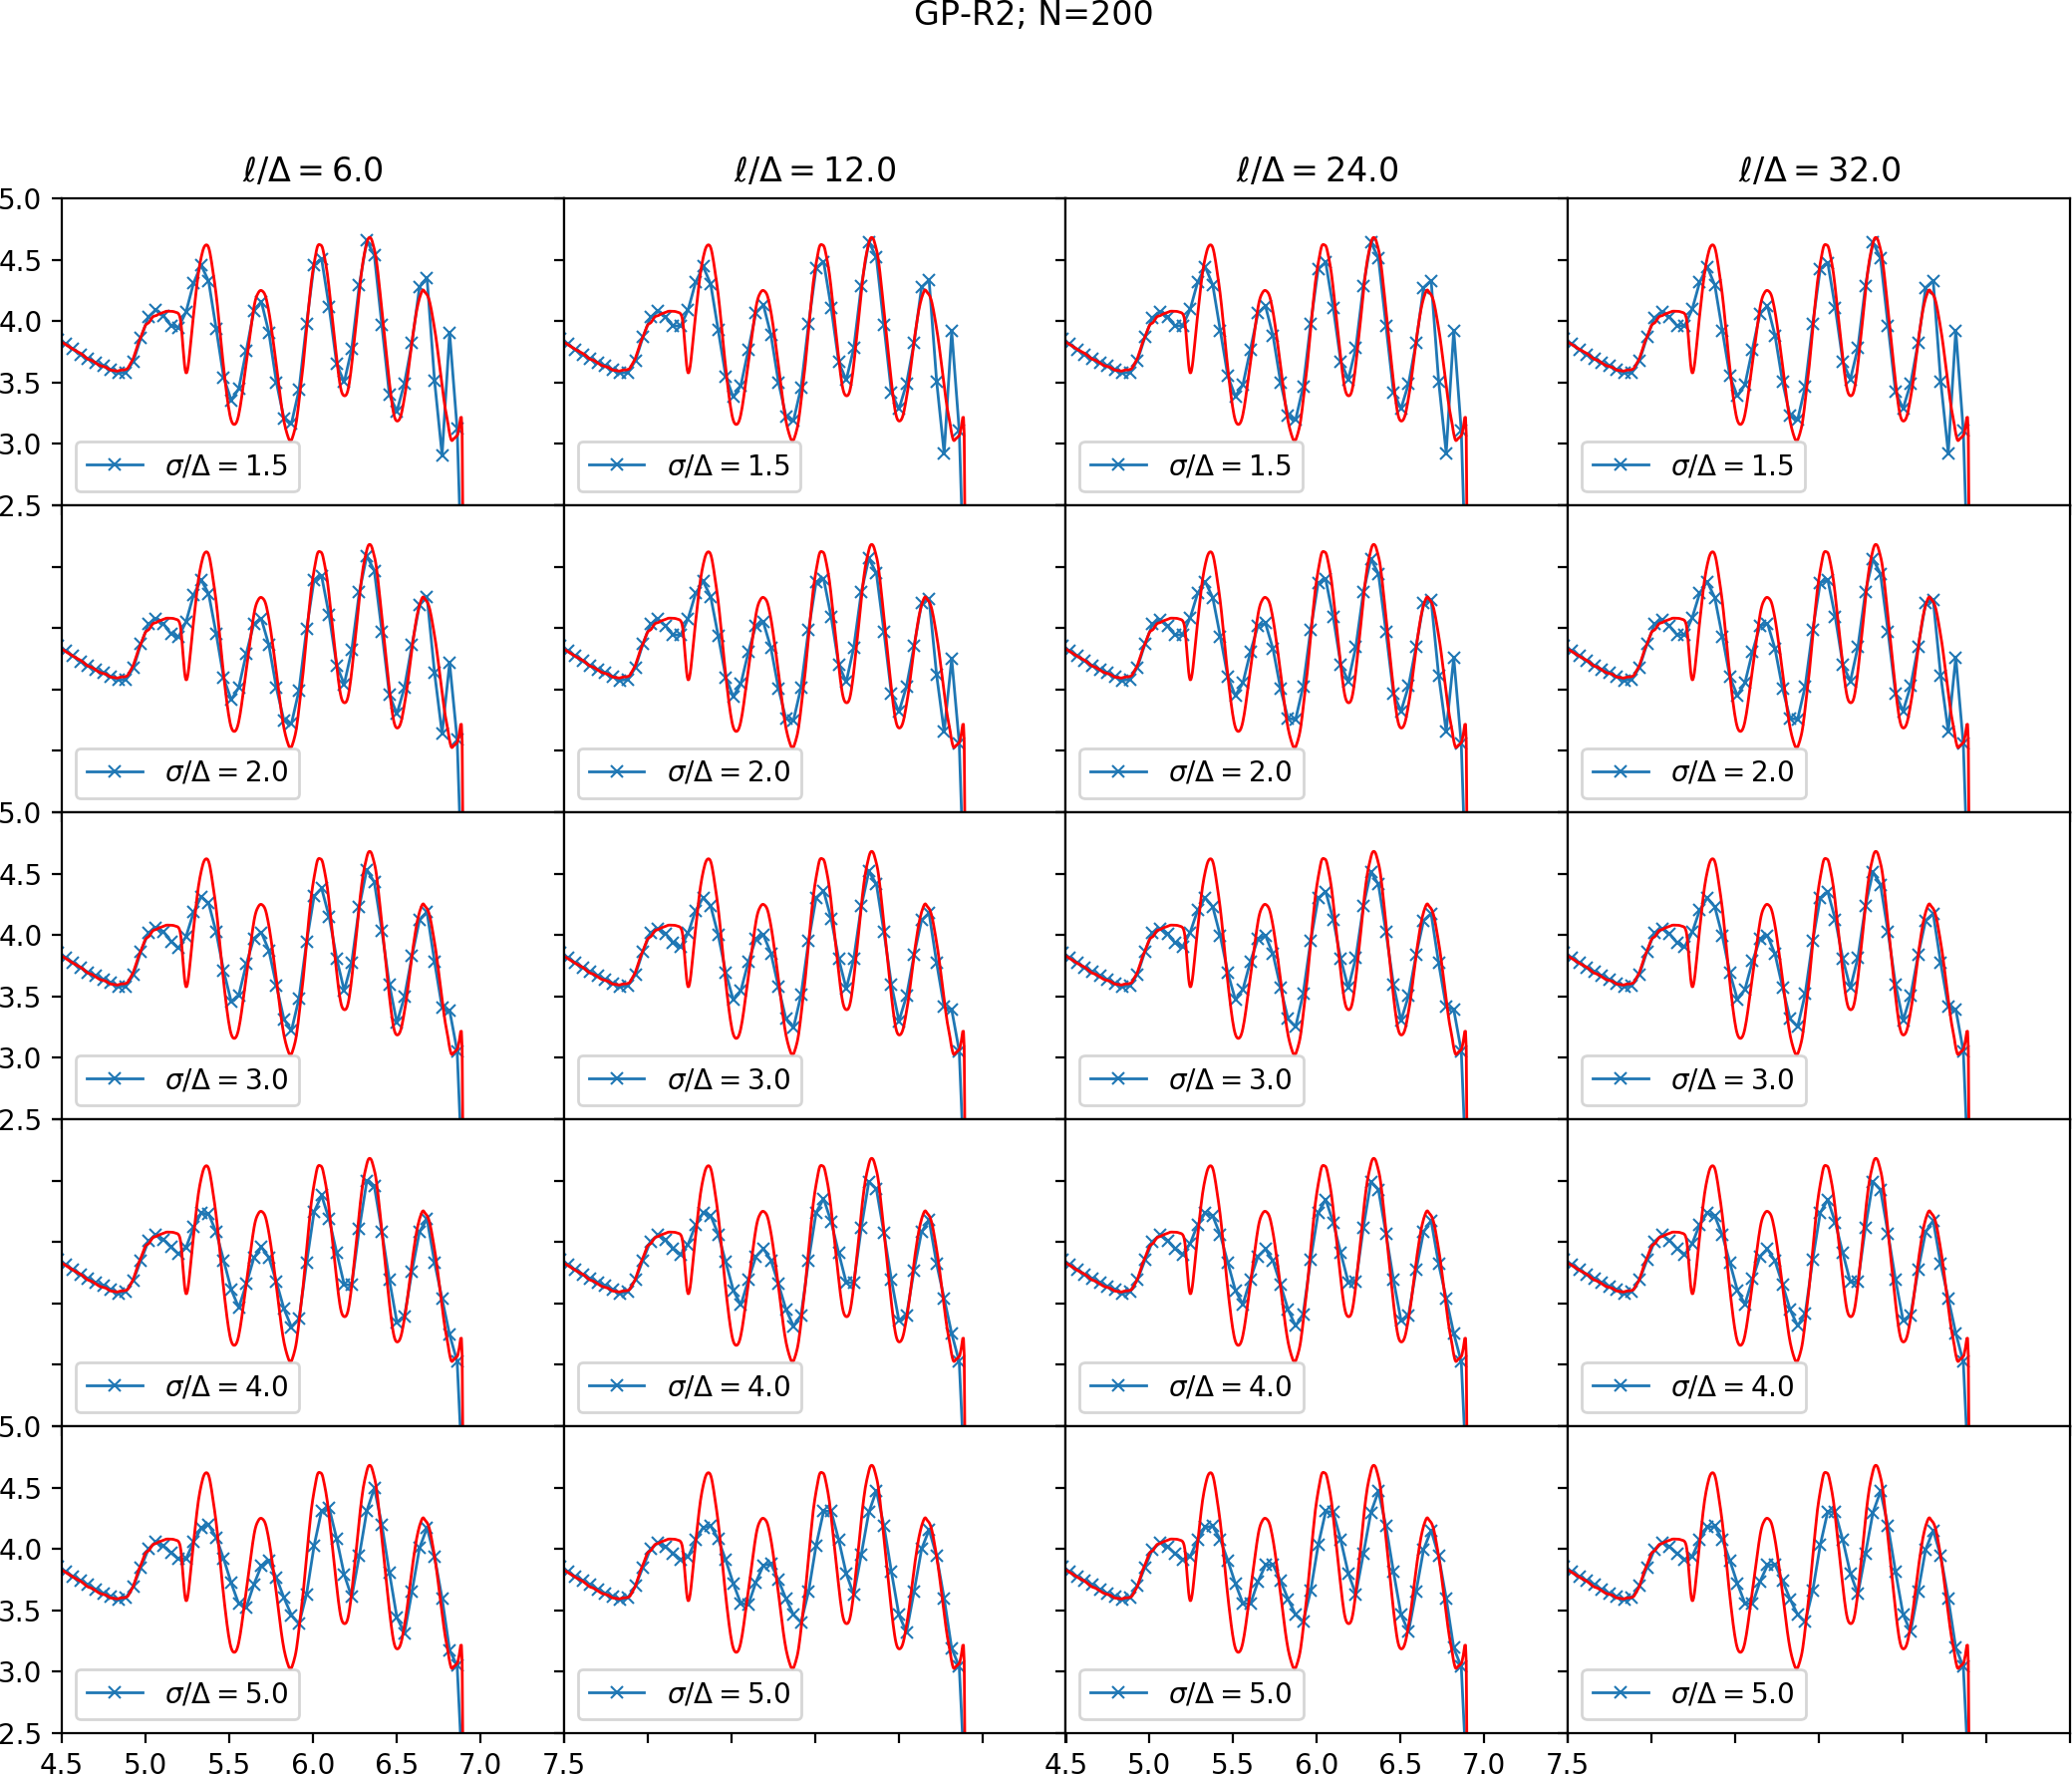 GP-R2; N=200
ℓ/Δ = 6.0
ℓ/Δ = 12.0
ℓ/Δ = 24.0
ℓ/Δ = 32.0
5.0
4.5
4.0
3.5
3.0
2.5
σ/Δ = 1.5
σ/Δ = 1.5
σ/Δ = 1.5
σ/Δ = 1.5
σ/Δ = 2.0
σ/Δ = 2.0
σ/Δ = 2.0
σ/Δ = 2.0
5.0
4.5
4.0
3.5
3.0
2.5
σ/Δ = 3.0
σ/Δ = 3.0
σ/Δ = 3.0
σ/Δ = 3.0
σ/Δ = 4.0
σ/Δ = 4.0
σ/Δ = 4.0
σ/Δ = 4.0
5.0
4.5
4.0
3.5
3.0
2.5
σ/Δ = 5.0
σ/Δ = 5.0
σ/Δ = 5.0
σ/Δ = 5.0
4.5 5.0 5.5 6.0 6.5 7.0 7.5 4.5 5.0 5.5 6.0 6.5 7.0 7.5